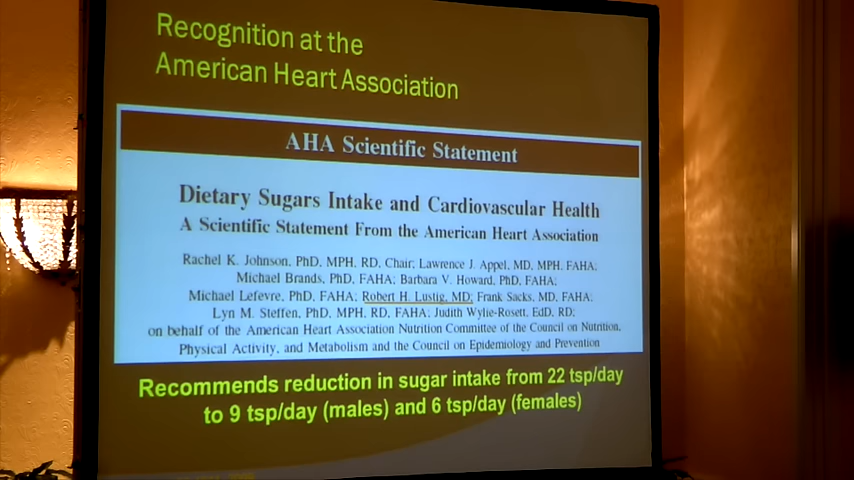 Recognition at the
American Heart Association
AHA Scientific Statement
Dietary Sugars Intake and Cardiovascular Health
A Scientific Statement From the American Heart Association
Rachel K. Johnson, PhD, MPH, RD, Chair; Lawrence J. Appel, MD, MPH, FAHA;
Michael Brands, PhD, FAHA; Barbara V. Howard, PhD, FAHA;
Michael Lefevre, PhD, FAHA; Robert H. Lustig, MD; Frank Sacks, MD, FAHA;
Lyn M. Steffen, PhD, MPH, RD, FAHA; Judith Wylie-Rosett, EdD, RD;
on behalf of the American Heart Association Nutrition Committee of the Council on Nutrition,
Physical Activity, and Metabolism and the Council on Epidemiology and Prevention
Recommends reduction in sugar intake from 22 tsp/day
to 9 tsp/day (males) and 6 tsp/day (females)